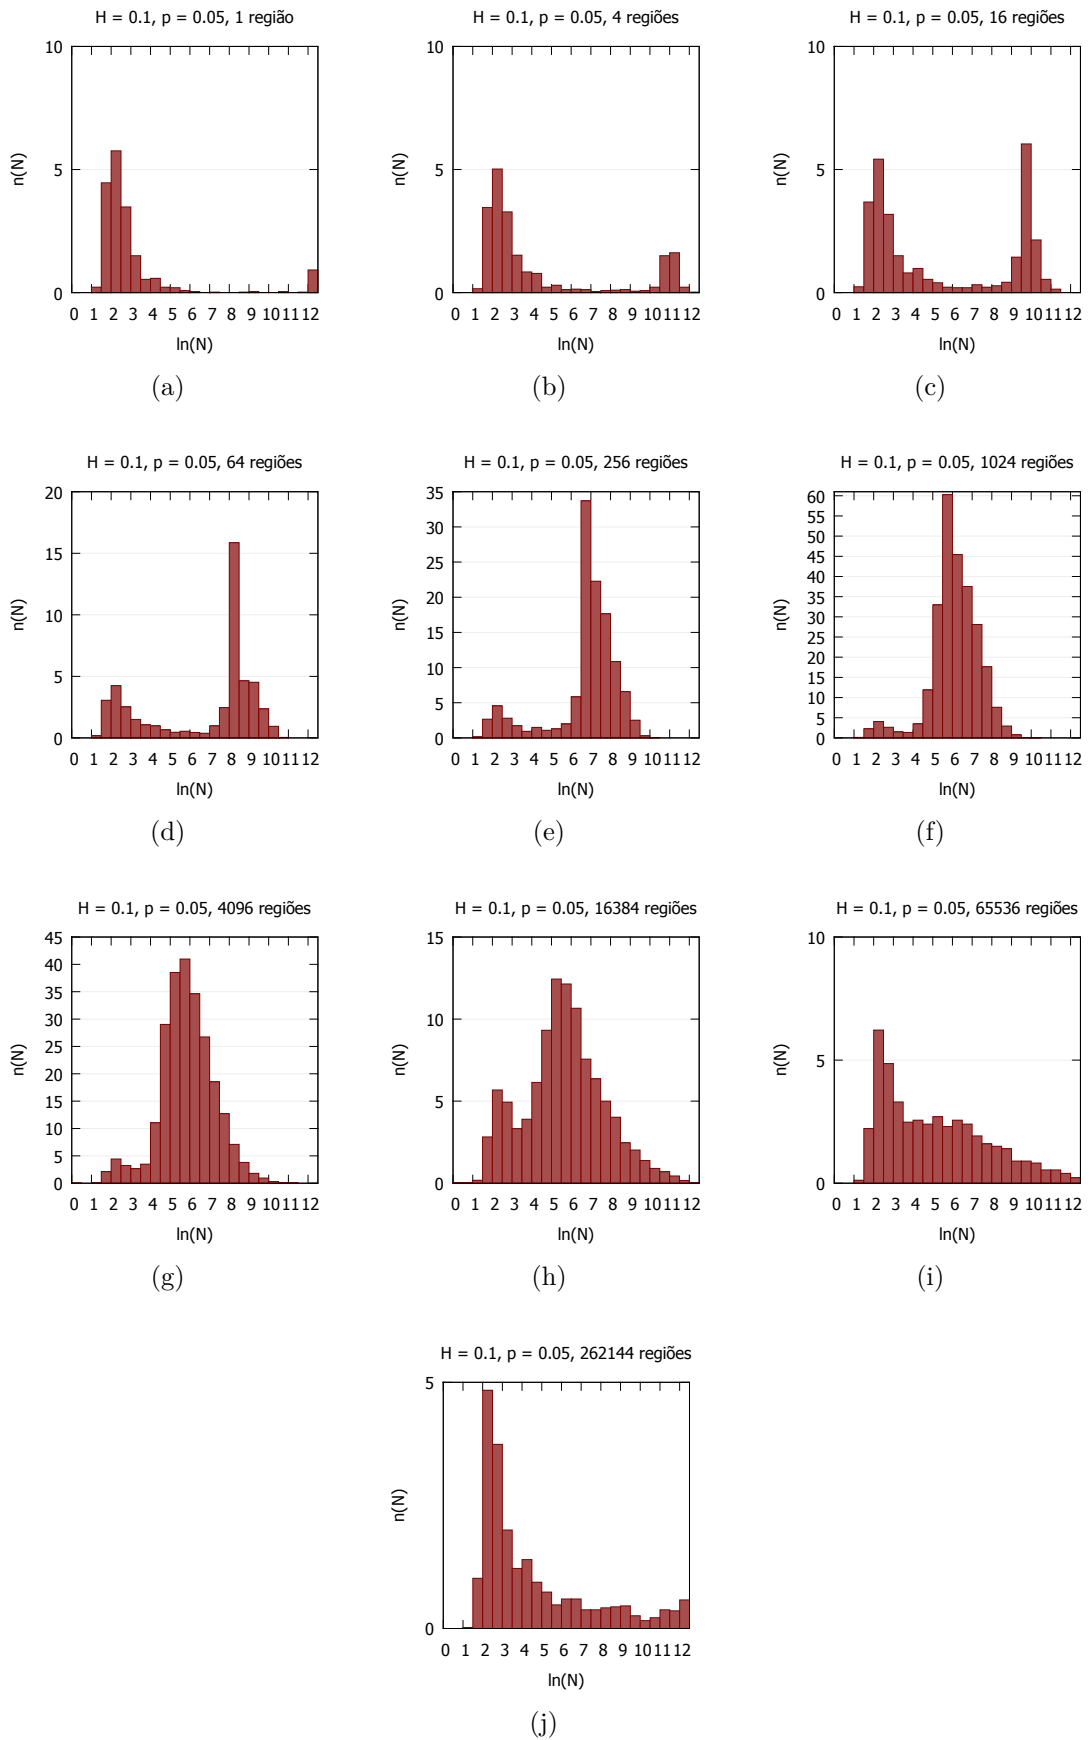 H = 0.1, p = 0.05, 1 região
10
5
0
n(N)
0 1 2 3 4 5 6 7 8 9 10 11 12
ln(N)
(a)
H = 0.1, p = 0.05, 4 regiões
10
5
0
n(N)
0 1 2 3 4 5 6 7 8 9 10 11 12
ln(N)
(b)
H = 0.1, p = 0.05, 16 regiões
10
5
0
n(N)
0 1 2 3 4 5 6 7 8 9 10 11 12
ln(N)
(c)
H = 0.1, p = 0.05, 64 regiões
20
15
10
5
0
n(N)
0 1 2 3 4 5 6 7 8 9 10 11 12
ln(N)
(d)
H = 0.1, p = 0.05, 256 regiões
35
30
25
20
15
10
5
0
n(N)
0 1 2 3 4 5 6 7 8 9 10 11 12
ln(N)
(e)
H = 0.1, p = 0.05, 1024 regiões
60
55
50
45
40
35
30
25
20
15
10
5
0
n(N)
0 1 2 3 4 5 6 7 8 9 10 11 12
ln(N)
(f)
H = 0.1, p = 0.05, 4096 regiões
45
40
35
30
25
20
15
10
5
0
n(N)
0 1 2 3 4 5 6 7 8 9 10 11 12
ln(N)
(g)
H = 0.1, p = 0.05, 16384 regiões
15
10
5
0
n(N)
0 1 2 3 4 5 6 7 8 9 10 11 12
ln(N)
(h)
H = 0.1, p = 0.05, 65536 regiões
10
5
0
n(N)
0 1 2 3 4 5 6 7 8 9 10 11 12
ln(N)
(i)
H = 0.1, p = 0.05, 262144 regiões
5
0
n(N)
0 1 2 3 4 5 6 7 8 9 10 11 12
ln(N)
(j)